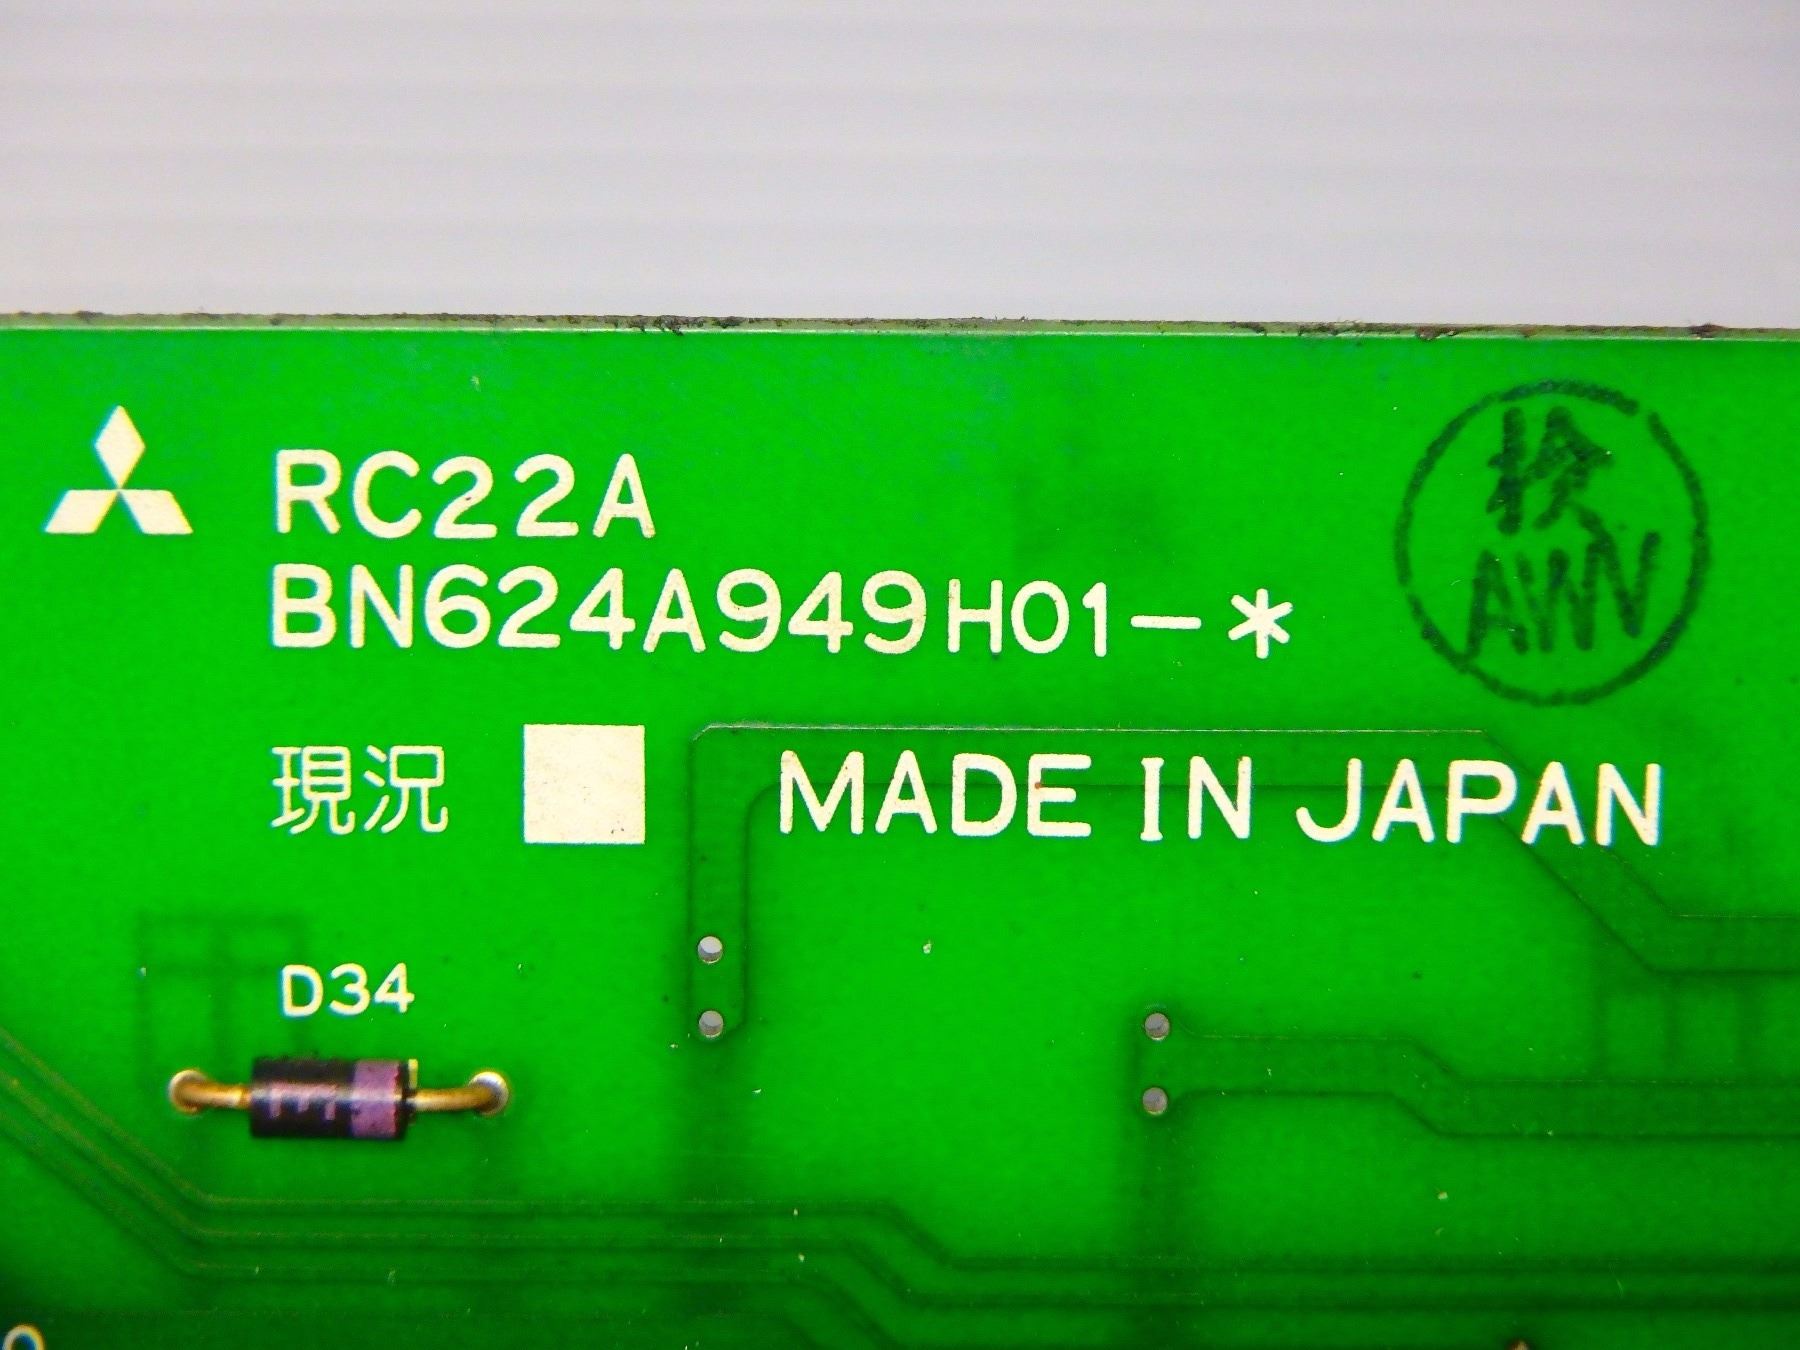 RC22A
BN624A949H01-*
検
AWN
現況 MADE IN JAPAN
D34